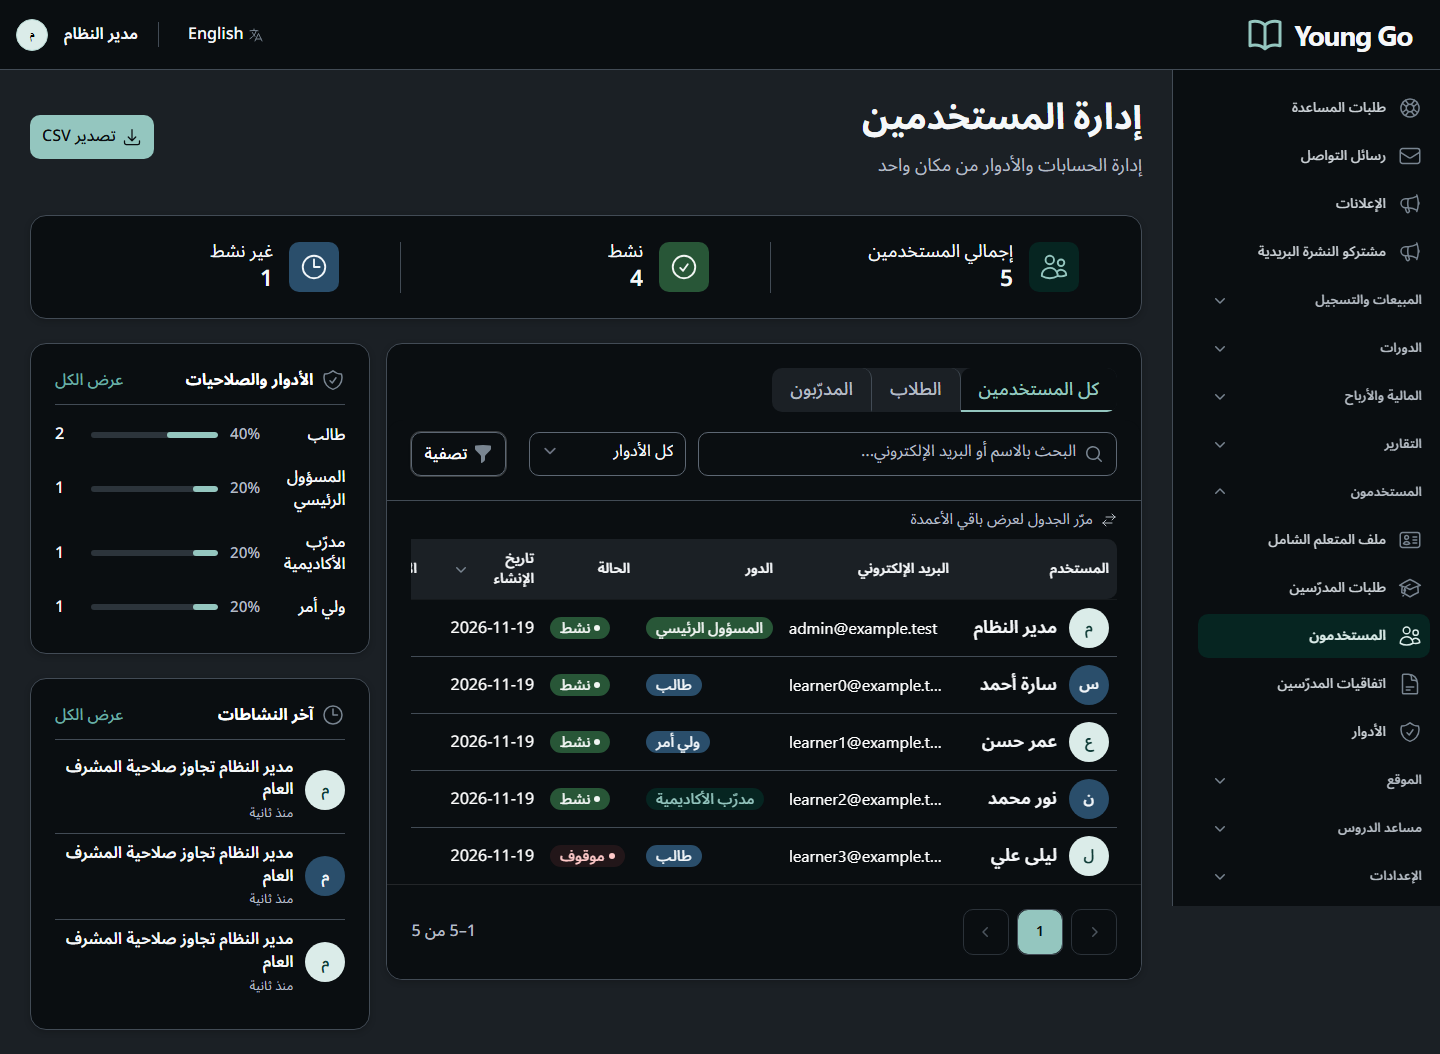 Young Go
English
مدير النظام
م
طلبات المساعدة
رسائل التواصل
الإعلانات
مشتركو النشرة البريدية
المبيعات والتسجيل
الدورات
المالية والأرباح
التقارير
المستخدمون
ملف المتعلم الشامل
طلبات المدرّسين
المستخدمون
اتفاقيات المدرّسين
الأدوار
الموقع
مساعد الدروس
الإعدادات
إدارة المستخدمين
إدارة الحسابات والأدوار من مكان واحد
تصدير CSV
إجمالي المستخدمين
5
نشط
4
غير نشط
1
كل المستخدمين
الطلاب
المدرّبون
البحث بالاسم أو البريد الإلكتروني...
كل الأدوار
تصفية
مرّر الجدول لعرض باقي الأعمدة
المستخدم البريد الإلكتروني الدور الحالة تاريخ الإنشاء
م مدير النظام admin@example.test المسؤول الرئيسي نشط 2026-11-19
س سارة أحمد learner0@example.t... طالب نشط 2026-11-19
ع عمر حسن learner1@example.t... ولي أمر نشط 2026-11-19
ن نور محمد learner2@example.t... مدرّب الأكاديمية نشط 2026-11-19
ل ليلى علي learner3@example.t... طالب موقوف 2026-11-19
1
1–5 من 5
الأدوار والصلاحيات
عرض الكل
طالب 40% 2
المسؤول الرئيسي 20% 1
مدرّب الأكاديمية 20% 1
ولي أمر 20% 1
آخر النشاطات
عرض الكل
م
مدير النظام تجاوز صلاحية المشرف
العام
منذ ثانية
م
مدير النظام تجاوز صلاحية المشرف
العام
منذ ثانية
م
مدير النظام تجاوز صلاحية المشرف
العام
منذ ثانية